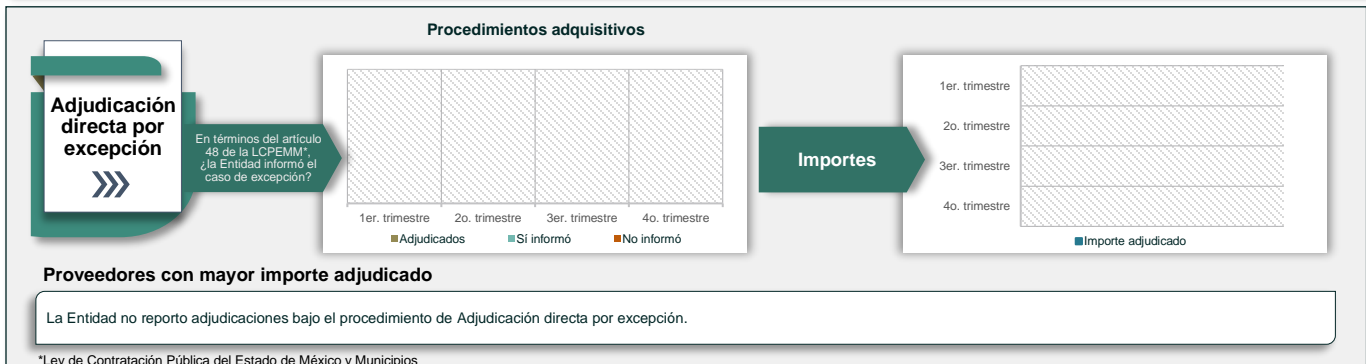 Procedimientos adquisitivos
Adjudicación
directa por
excepción
En términos del artículo
48 de la LCPEMM*,
¿la Entidad informó el
caso de excepción?
1er. trimestre 2o. trimestre 3er. trimestre 4o. trimestre
Adjudicados Sí informó No informó
Importes
1er. trimestre
2o. trimestre
3er. trimestre
4o. trimestre
Importe adjudicado
Proveedores con mayor importe adjudicado
La Entidad no reporto adjudicaciones bajo el procedimiento de Adjudicación directa por excepción.
*Ley de Contratación Pública del Estado de México y Municipios